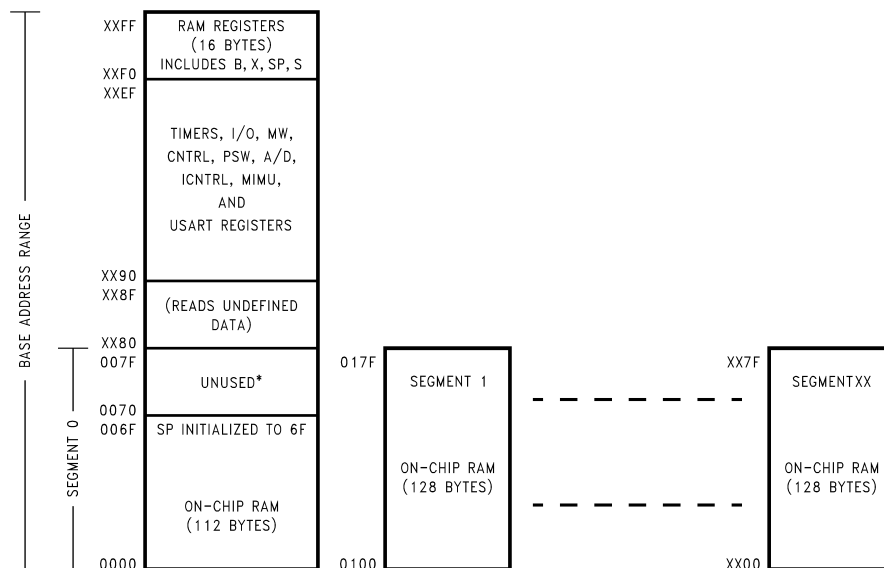 XXFF
RAM REGISTERS
(16 BYTES)
INCLUDES B, X, SP, S
XXF0
XXEF
TIMERS, I/O, MW,
CNTRL, PSW, A/D,
ICNTRL, MIMU,
AND
USART REGISTERS
XX90
XX8F
(READS UNDEFINED
DATA)
XX80
007F
UNUSED*
0070
006F
SP INITIALIZED TO 6F
ON-CHIP RAM
(112 BYTES)
0000
BASE ADDRESS RANGE
SEGMENT 0
017F
SEGMENT 1
ON-CHIP RAM
(128 BYTES)
0100
XX7F
SEGMENTXX
ON-CHIP RAM
(128 BYTES)
XX00